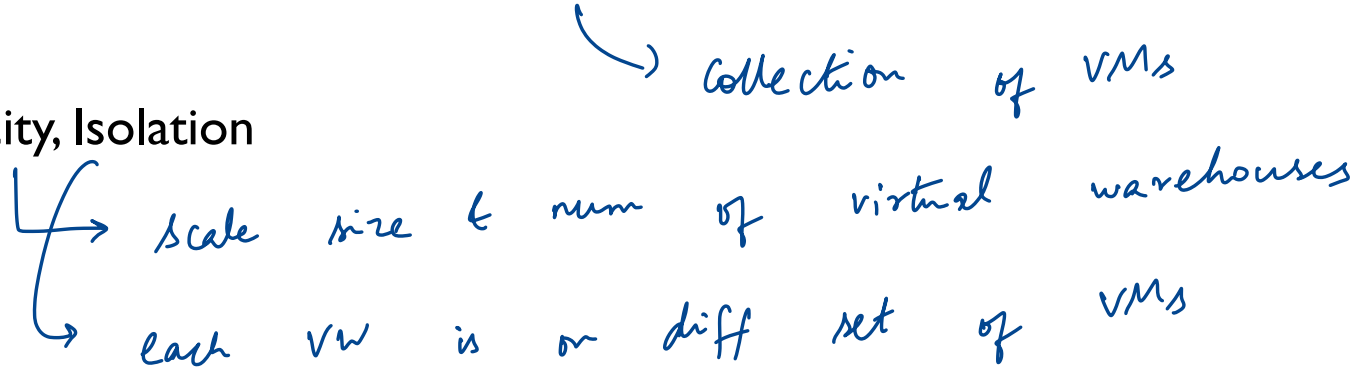 collection of VMs
ity, Isolation
scale size & num of virtual warehouses
each VW is on diff set of VMs